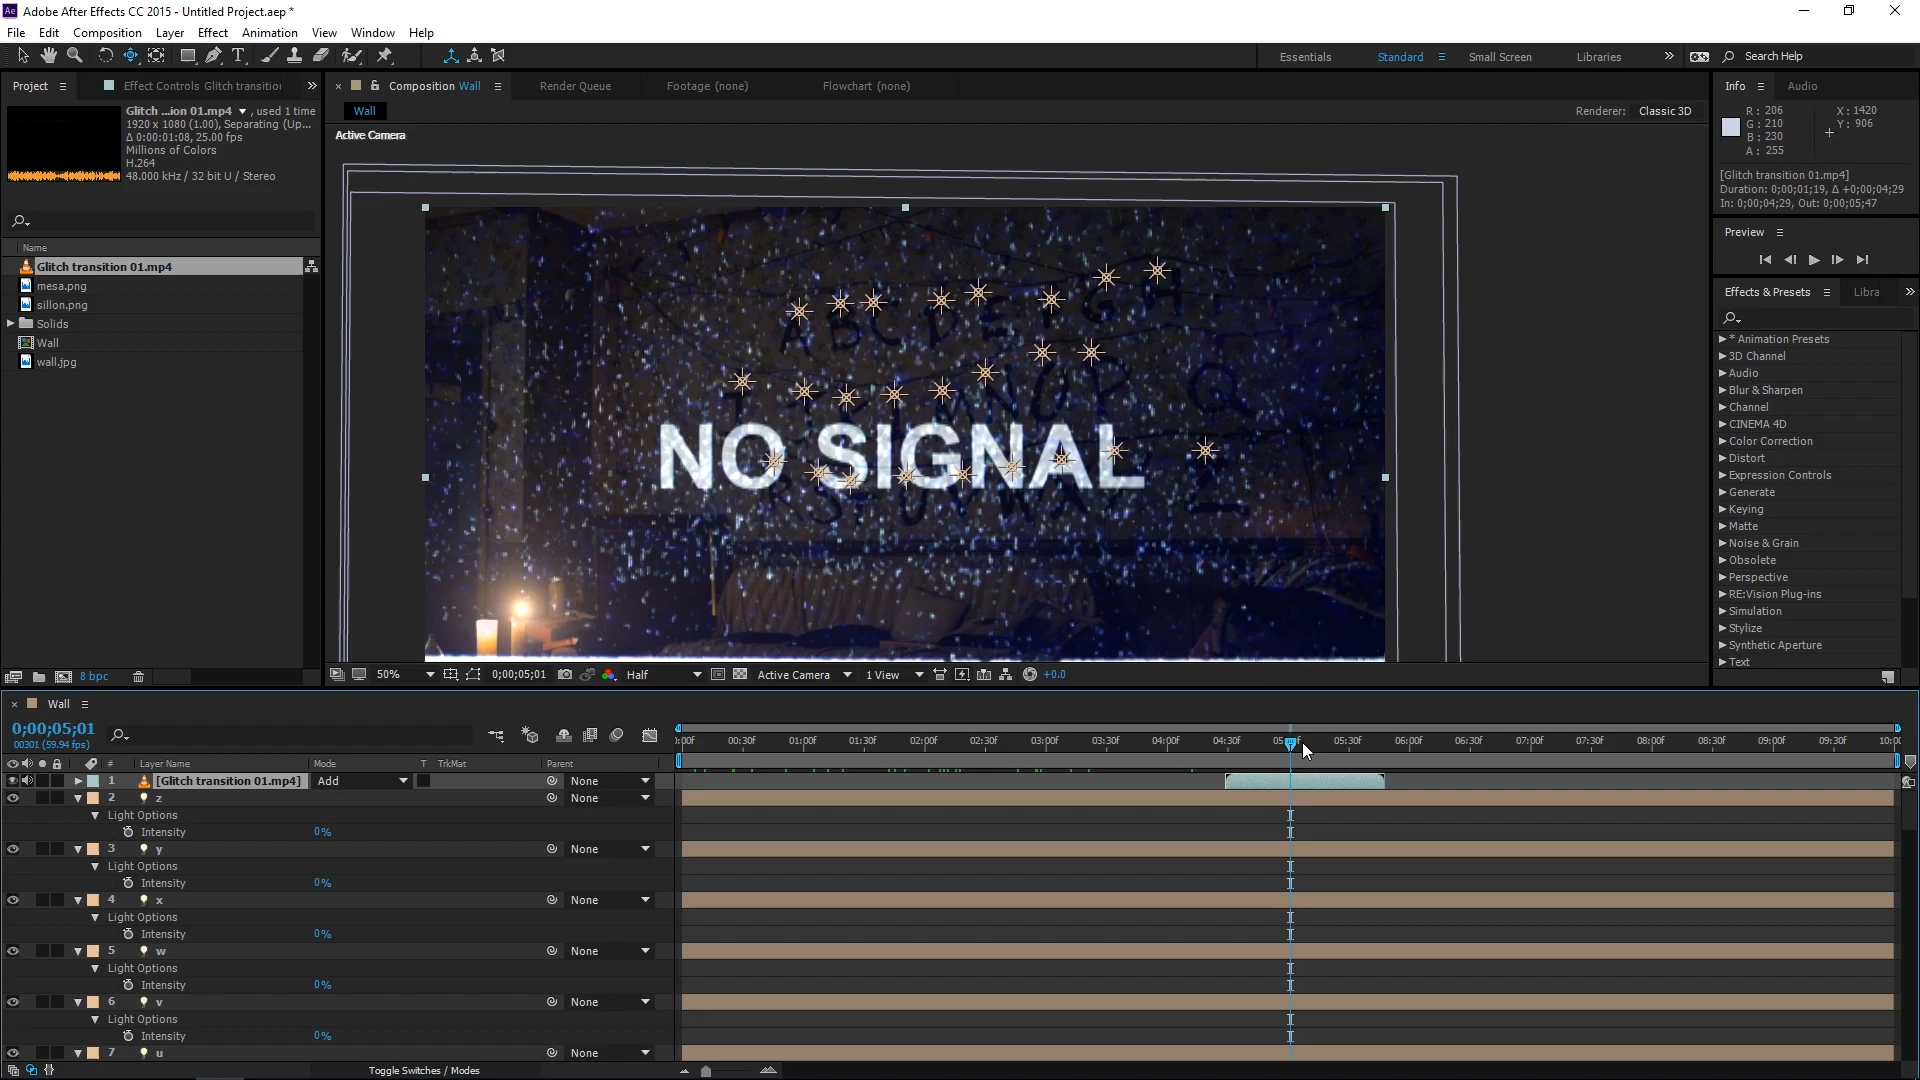 Adobe After Effects CC 2015 - Untitled Project.aep *
File Edit Composition Layer Effect Animation View Window Help
Essentials Standard Small Screen Libraries Search Help
Project Effect Controls Glitch transition
Composition Wall Render Queue Footage (none) Flowchart (none)
Info Audio
Glitch ...ion 01.mp4 , used 1 time
1920 x 1080 (1.00), Separating (Up...
Δ 0:00:01:08, 25.00 fps
Millions of Colors
H.264
48.000 kHz / 32 bit U / Stereo
Wall
Renderer: Classic 3D
Active Camera
R: 206
G: 210
B: 230
A: 255
X: 1420
Y: 906
[Glitch transition 01.mp4]
Duration: 0;00;01;19, Δ +0;00;04;29
In: 0;00;04;29, Out: 0;00;05;47
Preview
Effects & Presets Libra
Name
Glitch transition 01.mp4
mesa.png
sillon.png
Solids
Wall
wall.jpg
NO SIGNAL
* Animation Presets
3D Channel
Audio
Blur & Sharpen
Channel
CINEMA 4D
Color Correction
Distort
Expression Controls
Generate
Keying
Matte
Noise & Grain
Obsolete
Perspective
RE:Vision Plug-ins
Simulation
Stylize
Synthetic Aperture
Text
8 bpc
50% 0;00;05;01 Half Active Camera 1 View +0.0
Wall
0;00;05;01
00301 (59.94 fps)
:00f 00:30f 01:00f 01:30f 02:00f 02:30f 03:00f 03:30f 04:00f 04:30f 05:30f 06:00f 06:30f 07:00f 07:30f 08:00f 08:30f 09:00f 09:30f 10:0
# Layer Name Mode T TrkMat Parent
1 [Glitch transition 01.mp4] Add None
2 z None
Light Options
Intensity 0%
3 y None
Light Options
Intensity 0%
4 x None
Light Options
Intensity 0%
5 w None
Light Options
Intensity 0%
6 v None
Light Options
Intensity 0%
7 u None
Toggle Switches / Modes